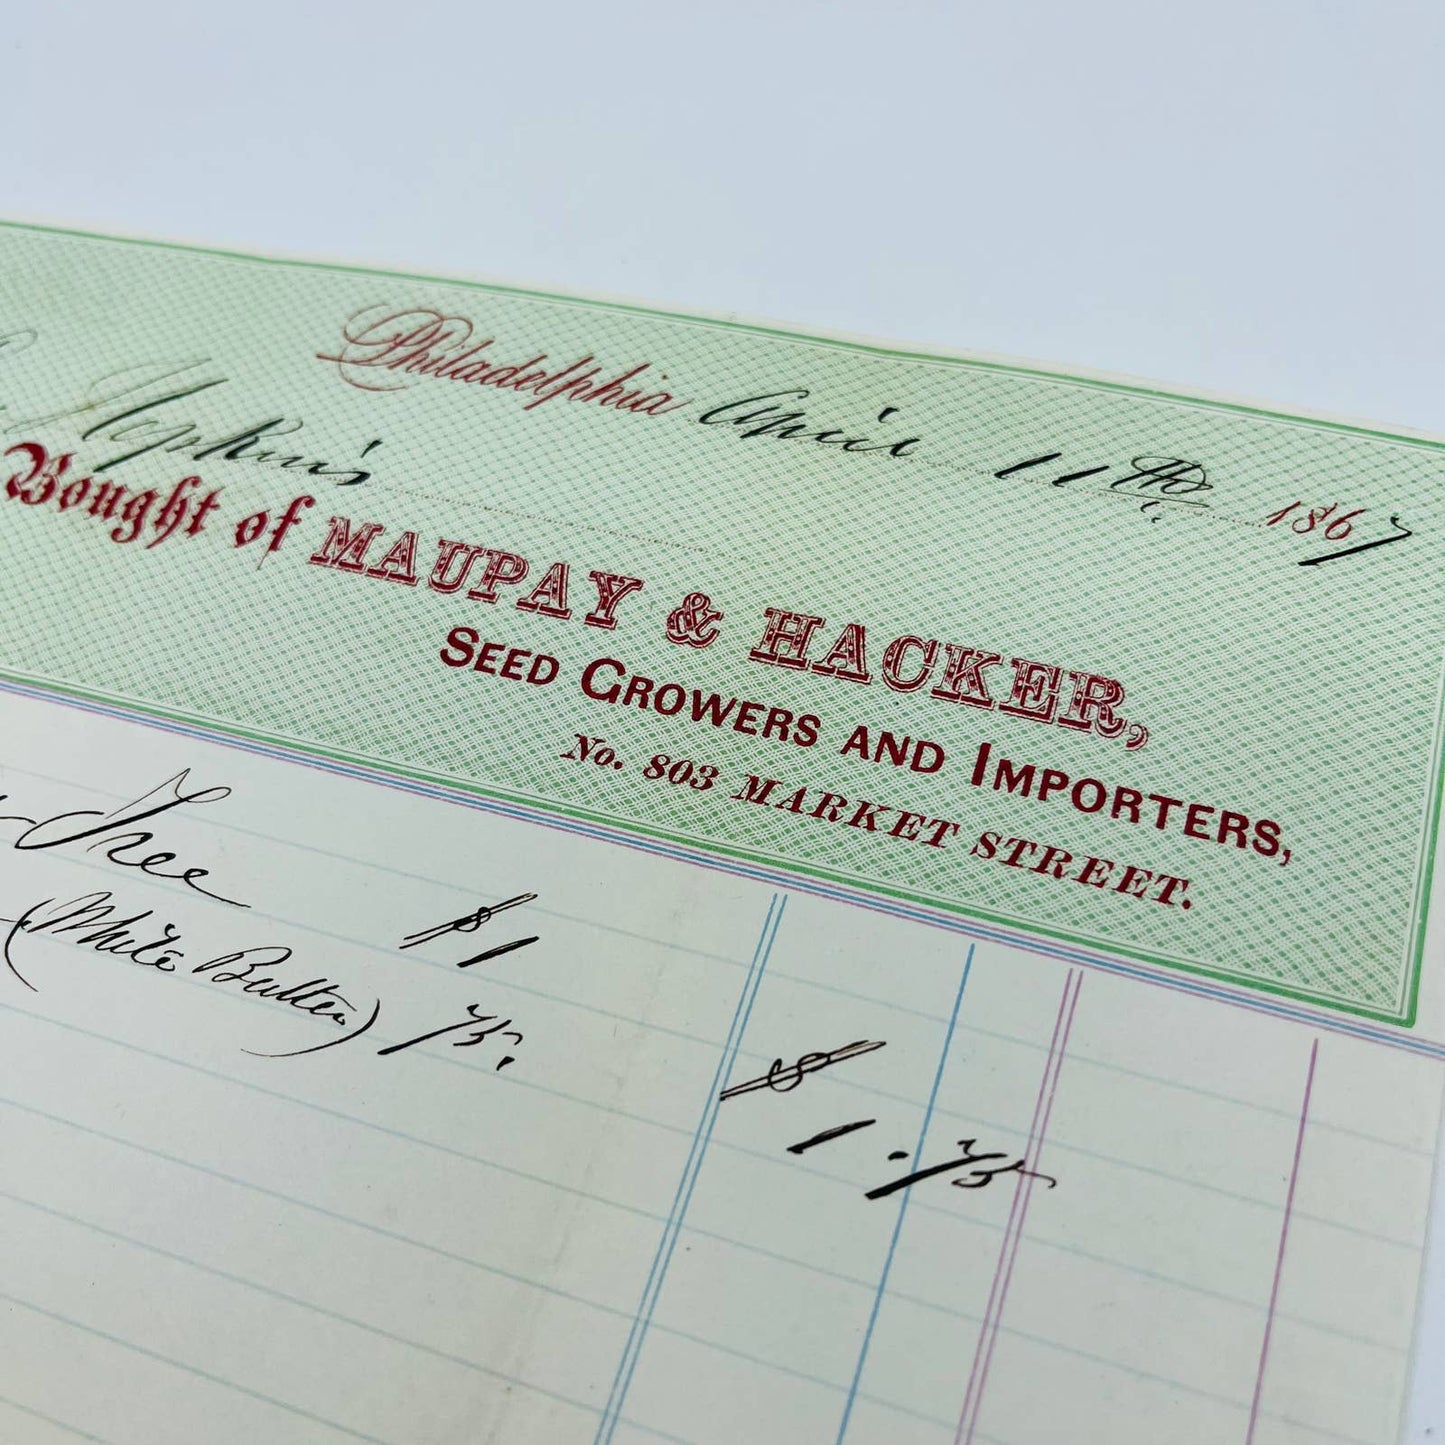 Philadelphia April 11th 1867
Hopkins
Bought of MAUPAY & HACKER,
SEED GROWERS AND IMPORTERS,
No. 803 MARKET STREET.
Tree $1
(White Butten) 75.
$1.75